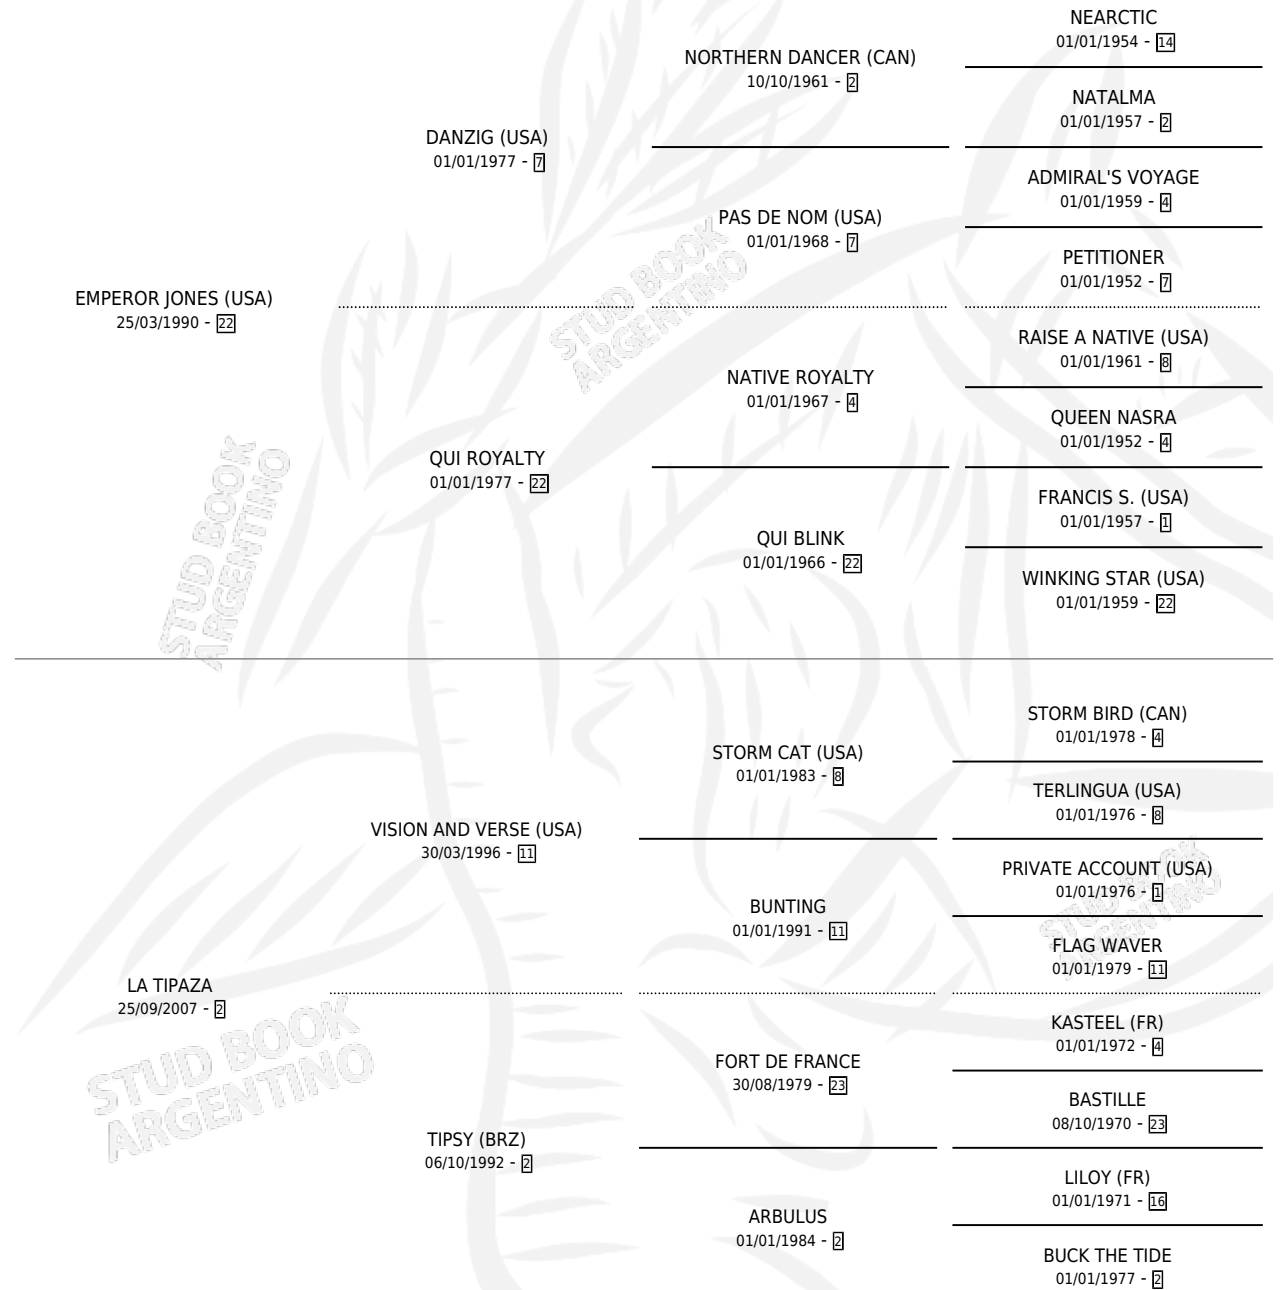 NEARCTIC
01/01/1954 - 14
NORTHERN DANCER (CAN)
10/10/1961 - 2
NATALMA
01/01/1957 - 2
DANZIG (USA)
01/01/1977 - 7
ADMIRAL'S VOYAGE
01/01/1959 - 4
PAS DE NOM (USA)
01/01/1968 - 7
PETITIONER
01/01/1952 - 7
EMPEROR JONES (USA)
25/03/1990 - 22
RAISE A NATIVE (USA)
01/01/1961 - 8
NATIVE ROYALTY
01/01/1967 - 4
QUEEN NASRA
01/01/1952 - 4
QUI ROYALTY
01/01/1977 - 22
FRANCIS S. (USA)
01/01/1957 - 1
QUI BLINK
01/01/1966 - 22
WINKING STAR (USA)
01/01/1959 - 22
STORM BIRD (CAN)
01/01/1978 - 4
STORM CAT (USA)
01/01/1983 - 8
TERLINGUA (USA)
01/01/1976 - 8
VISION AND VERSE (USA)
30/03/1996 - 11
PRIVATE ACCOUNT (USA)
01/01/1976 - 1
BUNTING
01/01/1991 - 11
FLAG WAVER
01/01/1979 - 11
LA TIPAZA
25/09/2007 - 2
KASTEEL (FR)
01/01/1972 - 4
FORT DE FRANCE
30/08/1979 - 23
BASTILLE
08/10/1970 - 23
TIPSY (BRZ)
06/10/1992 - 2
LILOY (FR)
01/01/1971 - 16
ARBULUS
01/01/1984 - 2
BUCK THE TIDE
01/01/1977 - 2
STUD BOOK
ARGENTINO
STUD BOOK
ARGENTINO
STUD BOOK
ARGENTINO
STUD BOOK
ARGENTINO